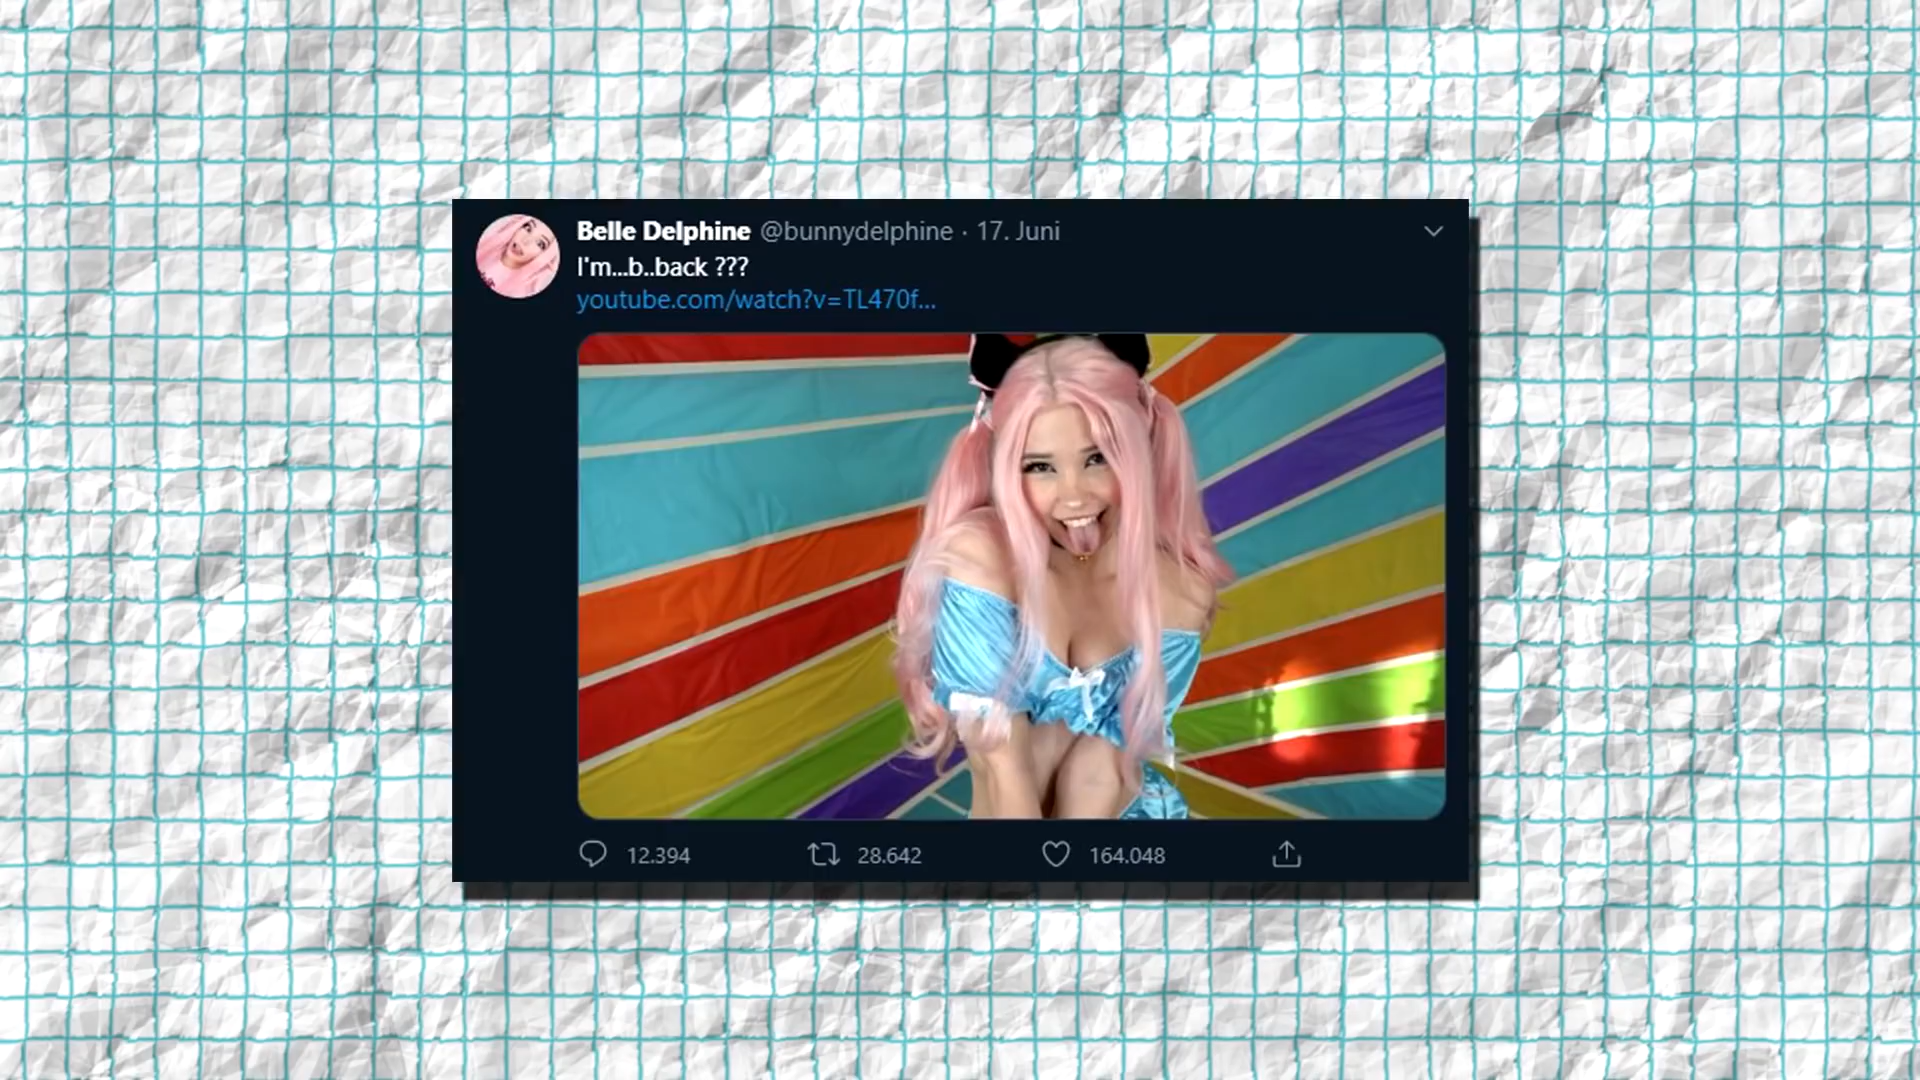 Belle Delphine @bunnydelphine · 17. Juni
I'm...b..back ???
youtube.com/watch?v=TL470f...
12.394 28.642 164.048